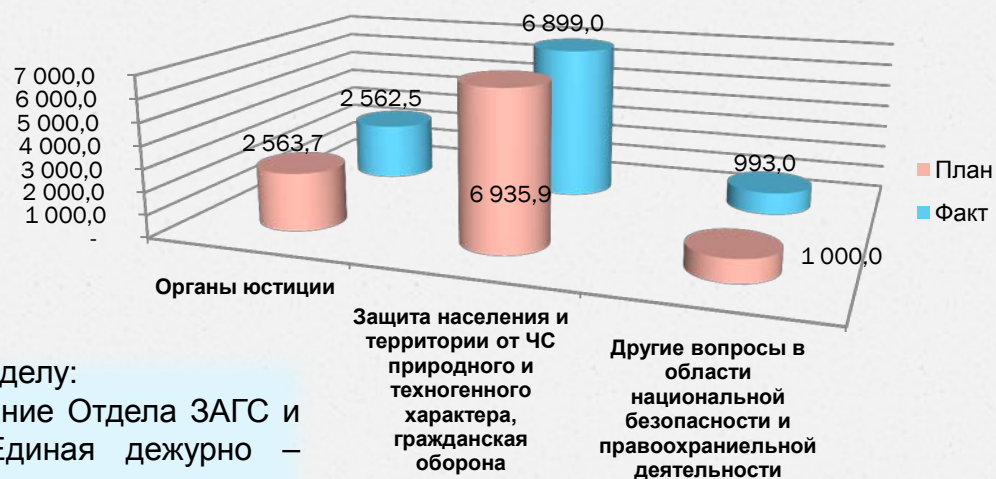 6 899,0
7 000,0
6 000,0
5 000,0
4 000,0
3 000,0
2 000,0
1 000,0
-
2 562,5
2 563,7
6 935,9
993,0
1 000,0
План
Факт
Органы юстиции
Защита населения и
территории от ЧС
природного и
техногенного
характера,
гражданская
оборона
Другие вопросы в
области
национальной
безопасности и
правоохраниельной
деятельности
делу:
ние Отдела ЗАГС и
Единая дежурно –